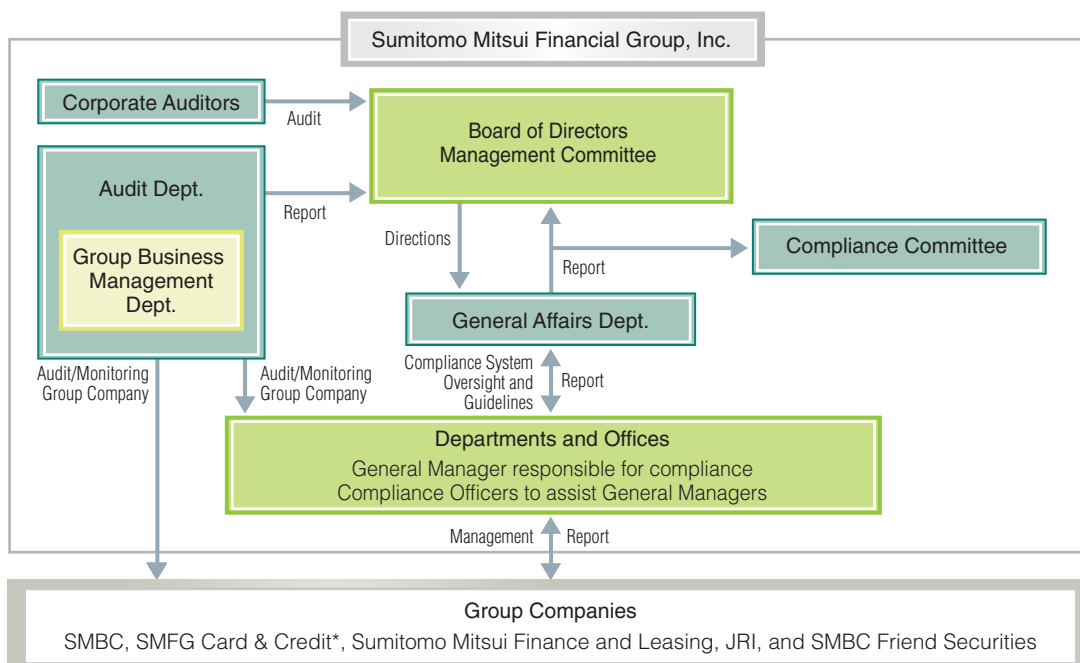 Sumitomo Mitsui Financial Group, Inc.
Corporate Auditors
Audit
Board of Directors
Management Committee
Audit Dept.
Report
Group Business
Management
Dept.
Directions
Report
Compliance Committee
General Affairs Dept.
Audit/Monitoring
Group Company
Audit/Monitoring
Group Company
Compliance System
Oversight and
Guidelines
Report
Departments and Offices
General Manager responsible for compliance
Compliance Officers to assist General Managers
Management
Report
Group Companies
SMBC, SMFG Card & Credit*, Sumitomo Mitsui Finance and Leasing, JRI, and SMBC Friend Securities